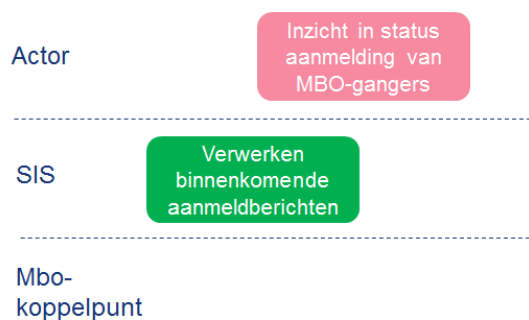 Actor
Inzicht in status
aanmelding van
MBO-gangers
SIS
Verwerken
binnenkomende
aanmeldberichten
Mbo-
koppelpunt